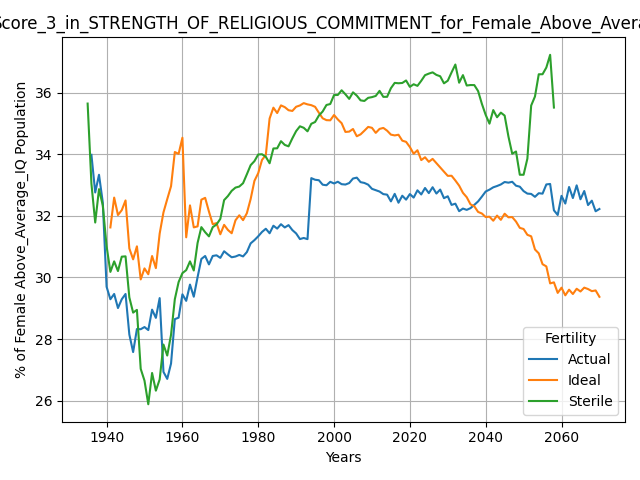 Score_3_in_STRENGTH_OF_RELIGIOUS_COMMITMENT_for_Female_Above_Avera
% of Female Above_Average_IQ Population
36
34
32
30
28
26
1940
1960
1980
2000
2020
2040
2060
Years
Fertility
Actual
Ideal
Sterile